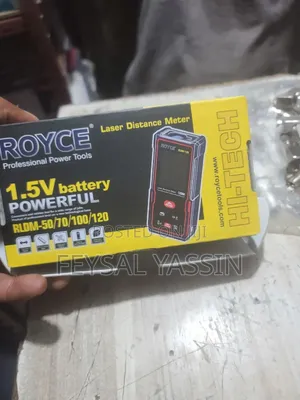 ROYCE®
Professional Power Tools
Laser Distance Meter
1.5V battery
POWERFUL
RLDM-50/70/100/120
ROYCE
HI-TECH
www.roycetools.com
FEYSAL YASSIN